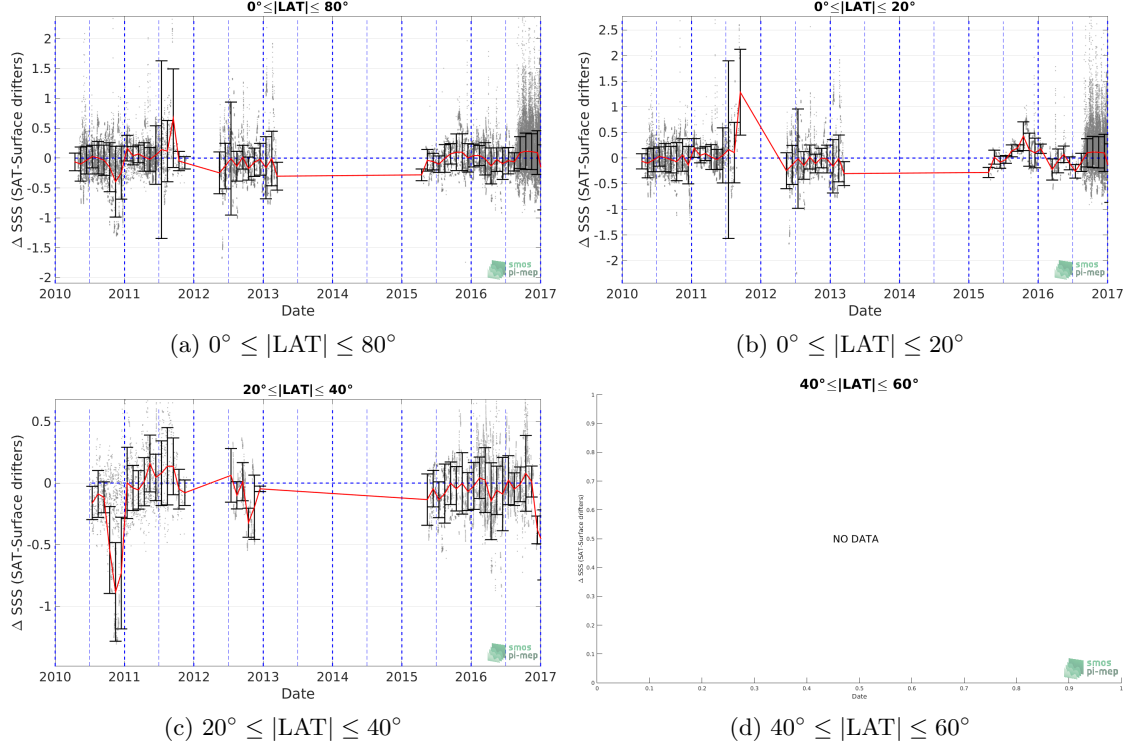 0°≤|LAT|≤ 80°
Δ SSS (SAT-Surface drifters)
2
1.5
1
0.5
0
-0.5
-1
-1.5
-2
2010 2011 2012 2013 2014 2015 2016 2017
Date
smos
pi-mep
(a) 0° ≤ |LAT| ≤ 80°
0°≤|LAT|≤ 20°
Δ SSS (SAT-Surface drifters)
2.5
2
1.5
1
0.5
0
-0.5
-1
-1.5
-2
2010 2011 2012 2013 2014 2015 2016 2017
Date
smos
pi-mep
(b) 0° ≤ |LAT| ≤ 20°
20°≤|LAT|≤ 40°
Δ SSS (SAT-Surface drifters)
0.5
0
-0.5
-1
2010 2011 2012 2013 2014 2015 2016 2017
Date
smos
pi-mep
(c) 20° ≤ |LAT| ≤ 40°
40°≤|LAT|≤ 60°
Δ SSS (SAT-Surface drifters)
1
0.9
0.8
0.7
0.6
0.5
0.4
0.3
0.2
0.1
0
NO DATA
0 0.1 0.2 0.3 0.4 0.5 0.6 0.7 0.8 0.9 1
Date
smos
pi-mep
(d) 40° ≤ |LAT| ≤ 60°